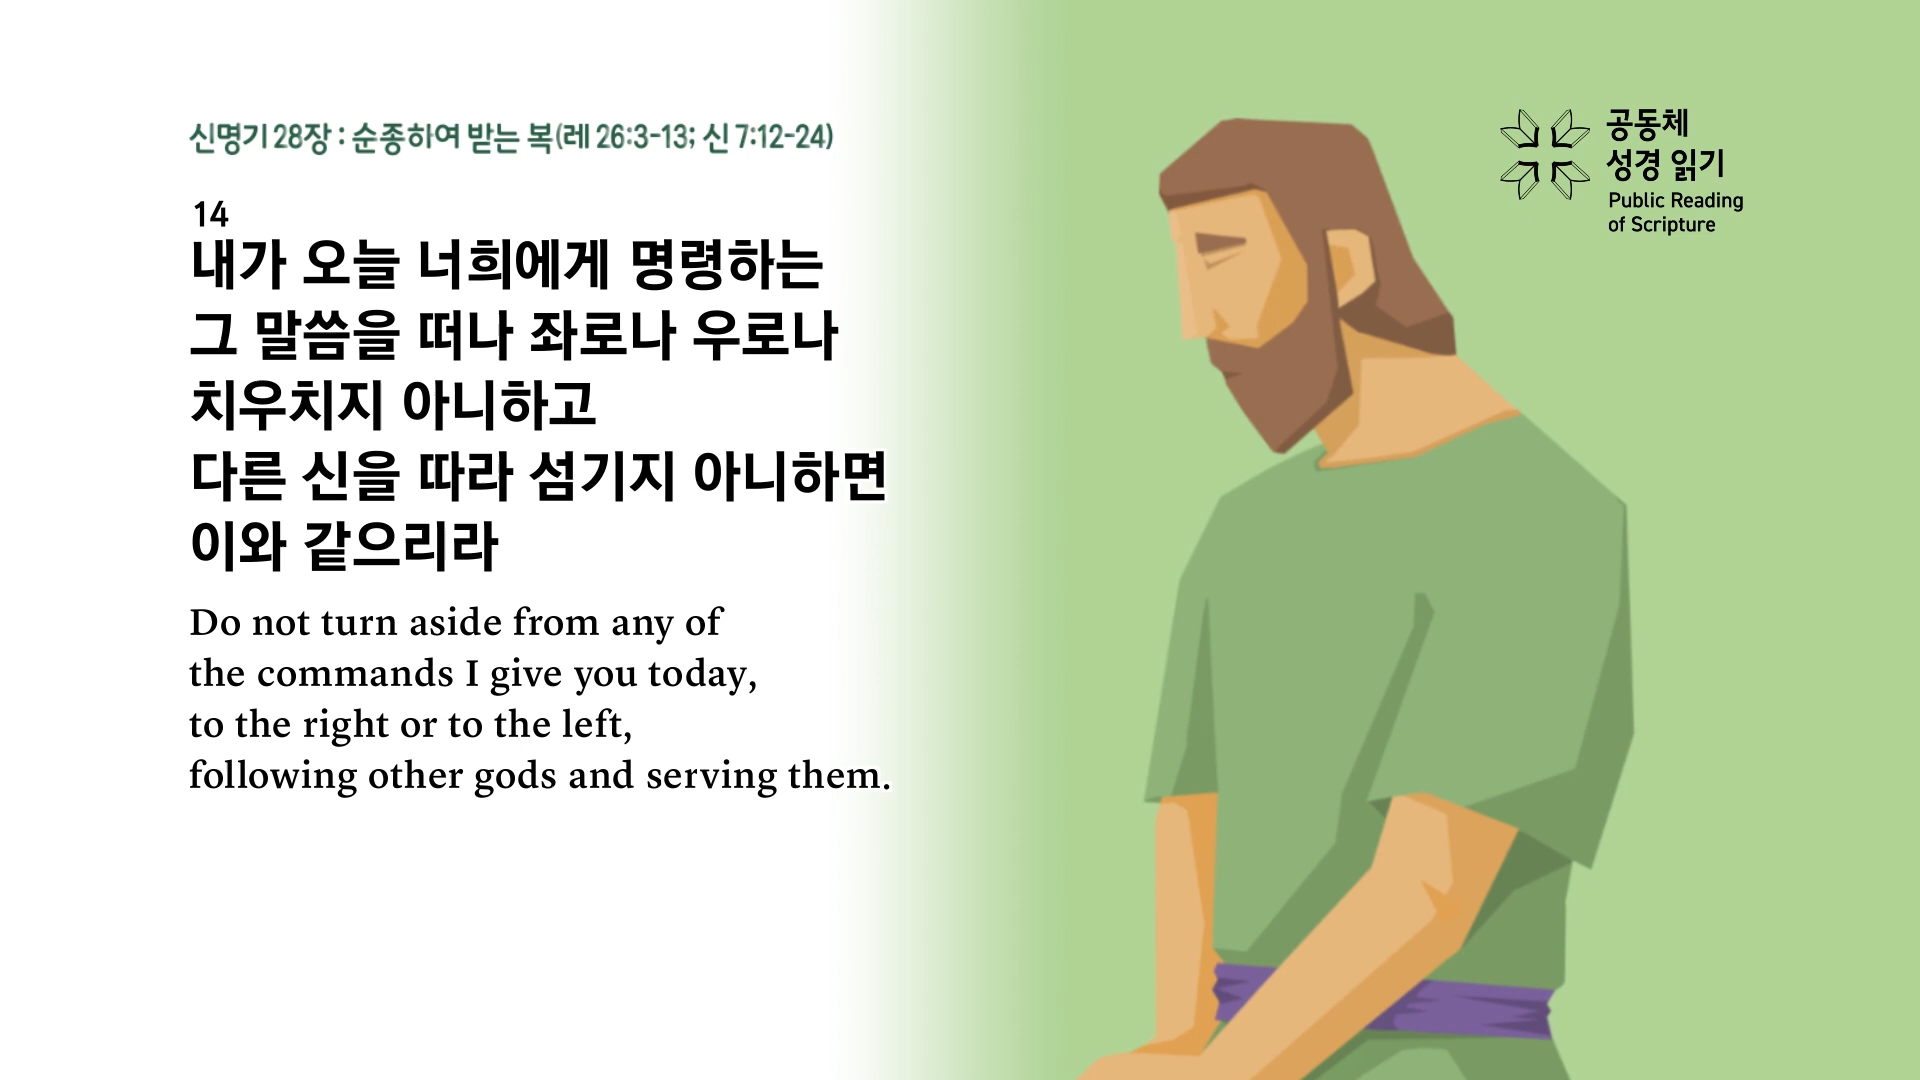 신명기 28장 : 순종하여 받는 복(레 26:3-13; 신 7:12-24)
14
내가 오늘 너희에게 명령하는
그 말씀을 떠나 좌로나 우로나
치우치지 아니하고
다른 신을 따라 섬기지 아니하면
이와 같으리라
Do not turn aside from any of
the commands I give you today,
to the right or to the left,
following other gods and serving them.
공동체
성경 읽기
Public Reading
of Scripture